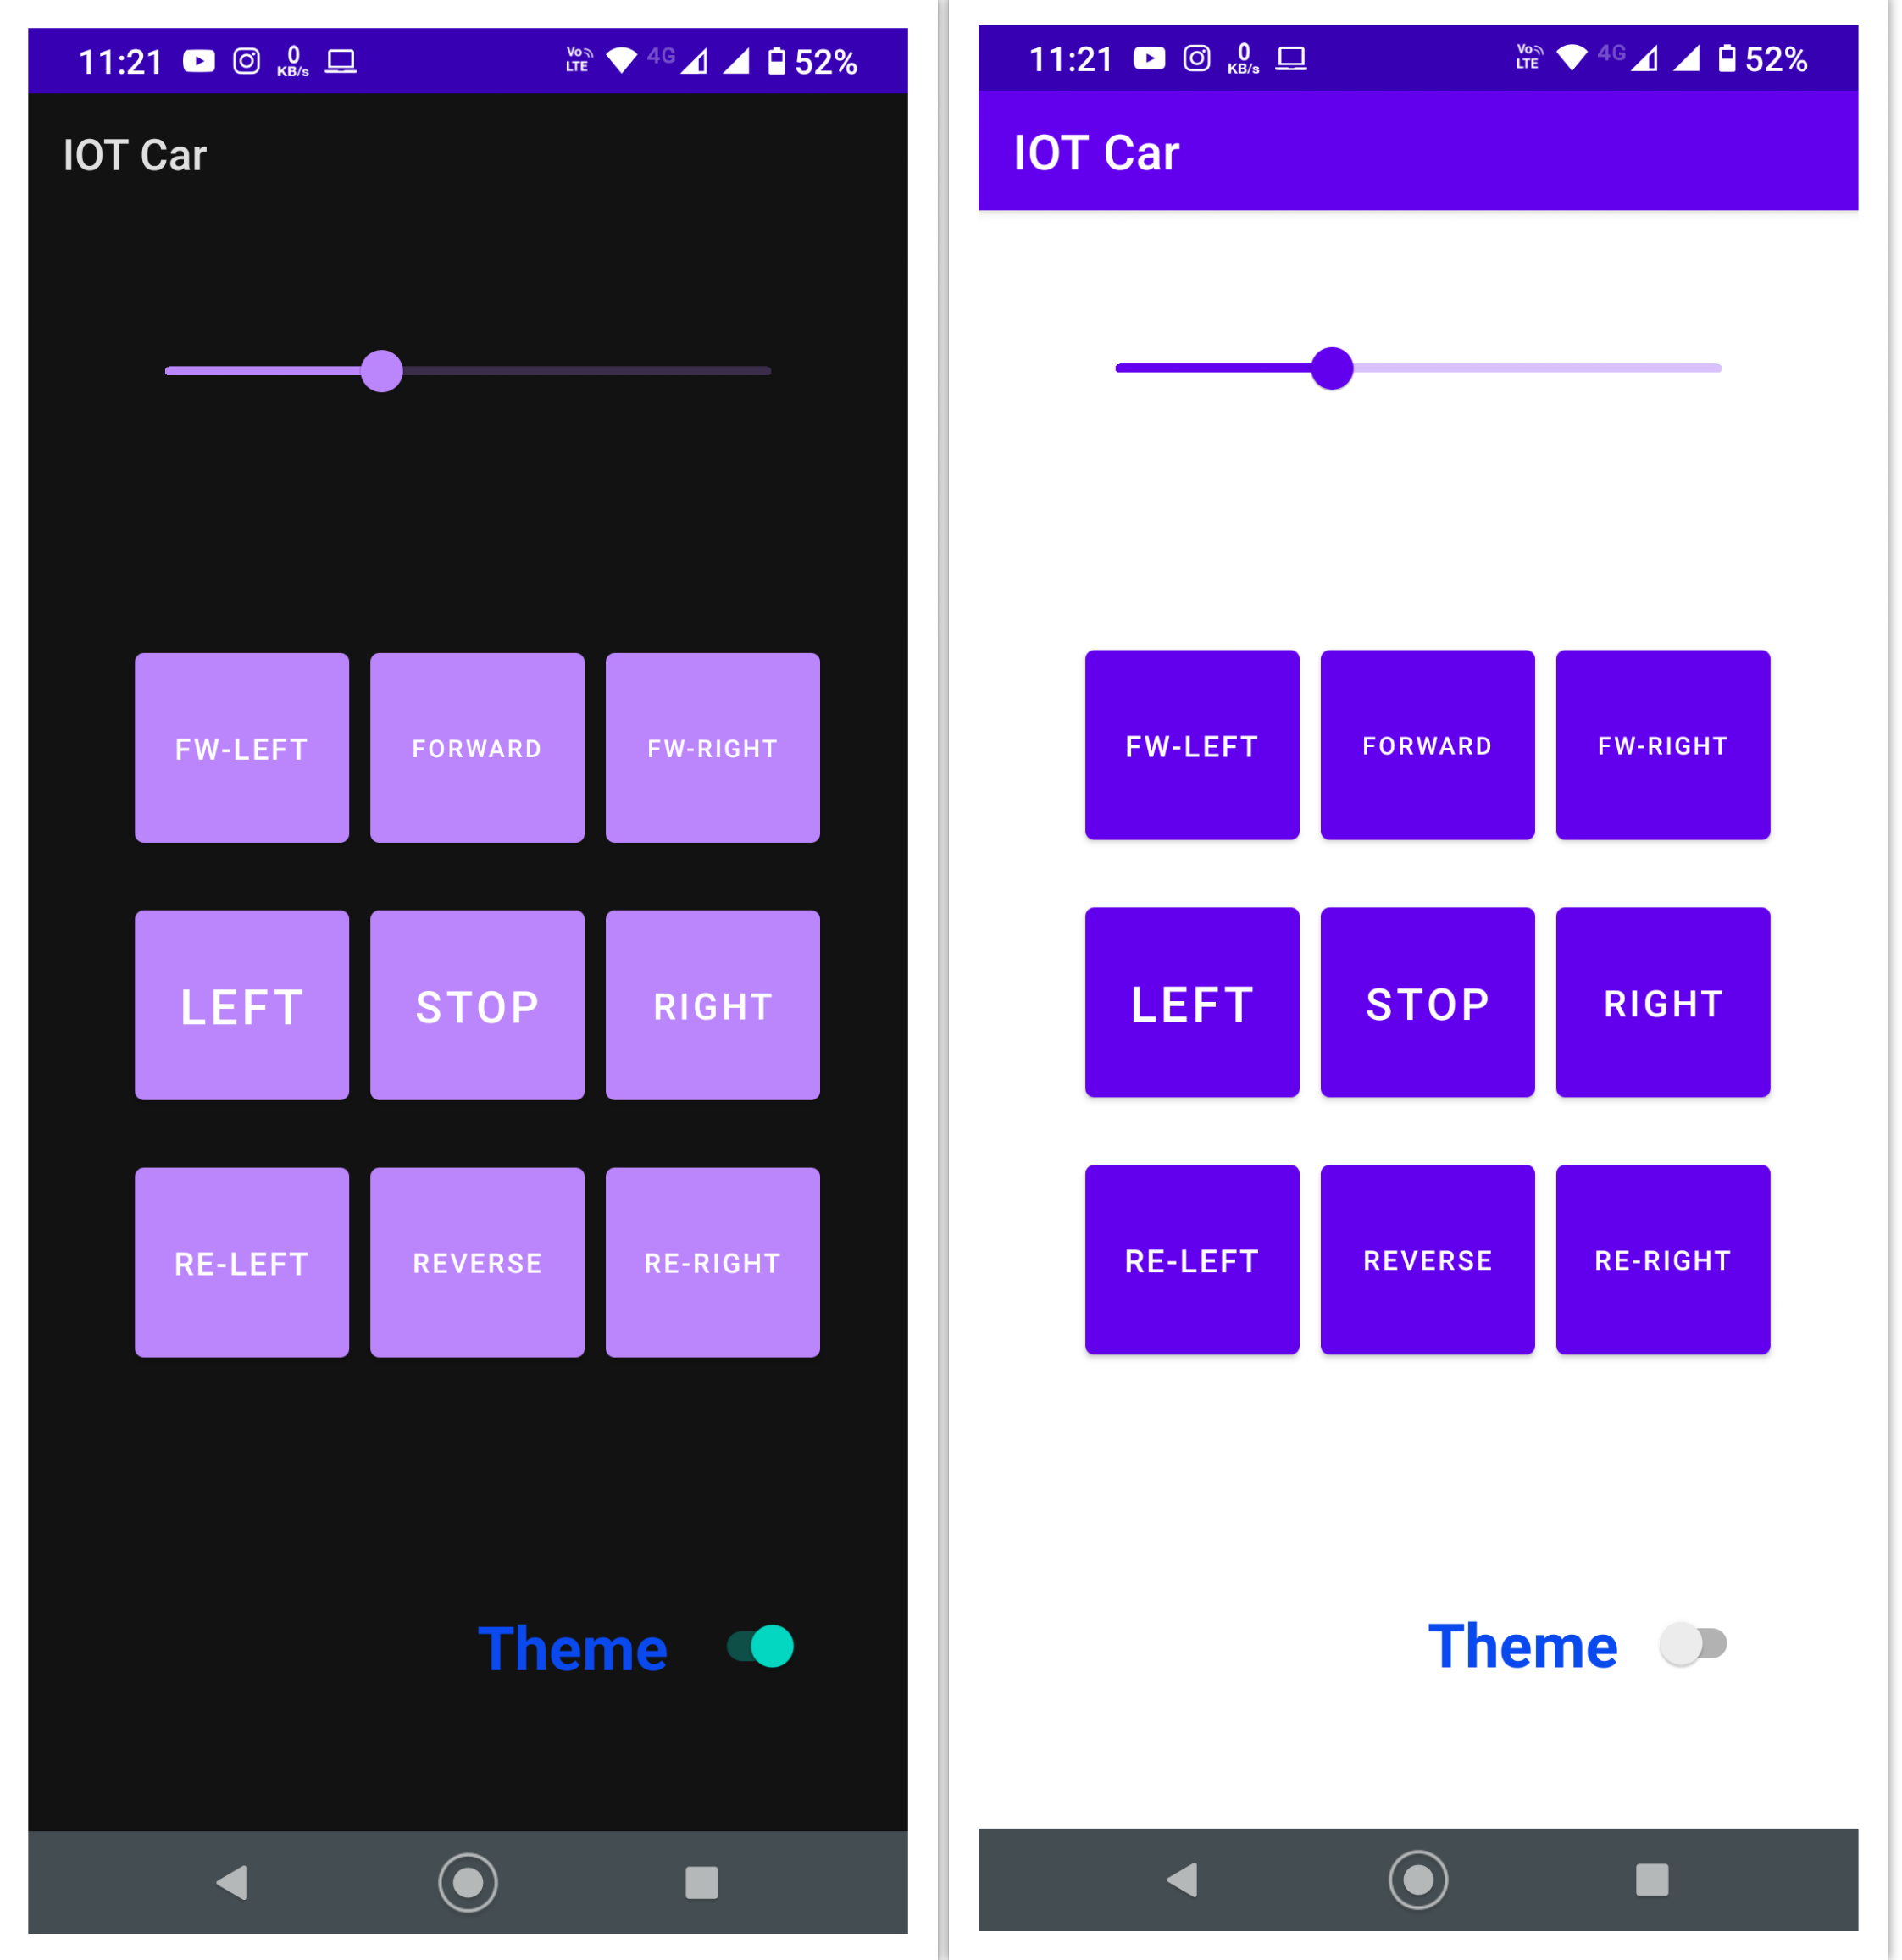 11:21 0 KB/s Vo LTE 4G 52%
IOT Car
FW-LEFT FORWARD FW-RIGHT
LEFT STOP RIGHT
RE-LEFT REVERSE RE-RIGHT
Theme
11:21 0 KB/s Vo LTE 4G 52%
IOT Car
FW-LEFT FORWARD FW-RIGHT
LEFT STOP RIGHT
RE-LEFT REVERSE RE-RIGHT
Theme